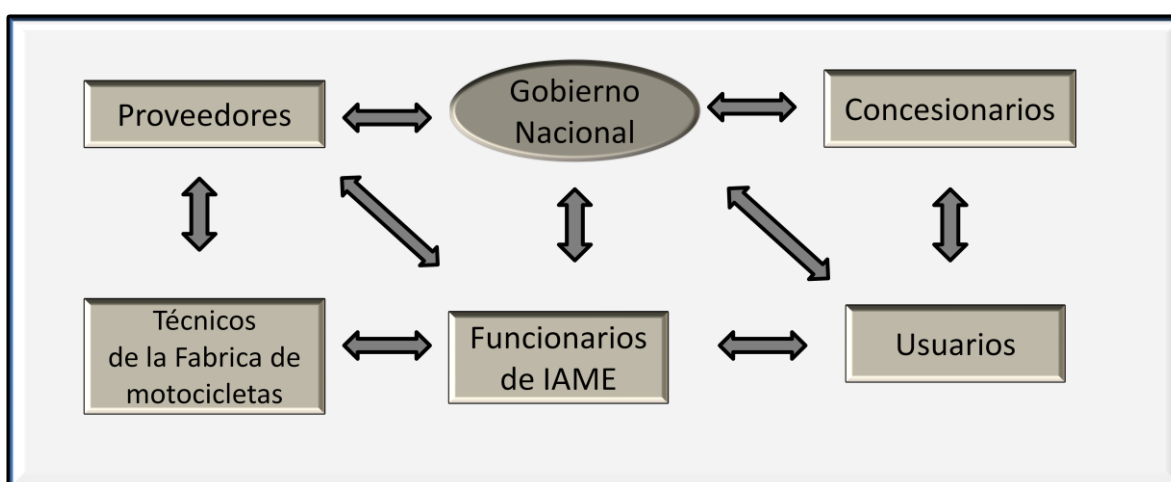 Proveedores
Gobierno
Nacional
Concesionarios
Técnicos
de la Fabrica de
motocicletas
Funcionarios
de IAME
Usuarios